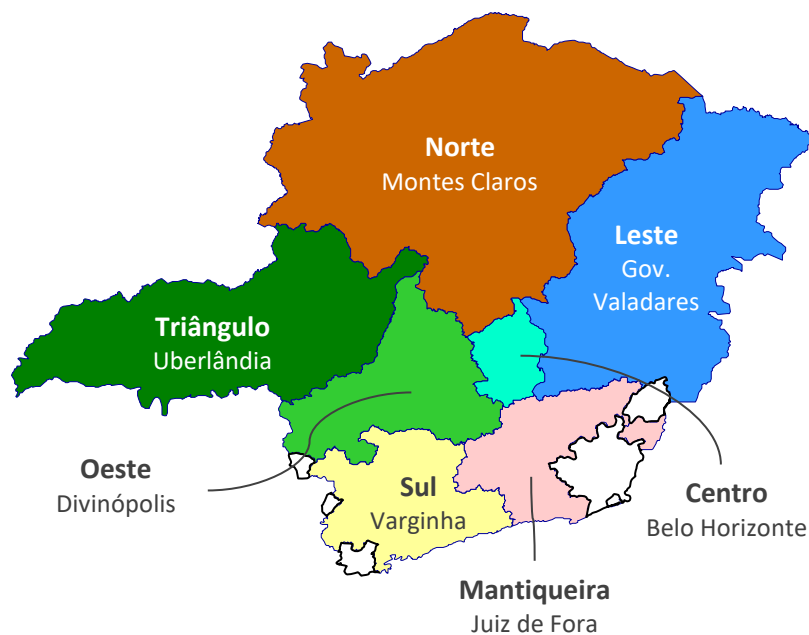 Norte
Montes Claros
Leste
Gov.
Valadares
Triângulo
Uberlândia
Oeste
Divinópolis
Sul
Varginha
Centro
Belo Horizonte
Mantiqueira
Juiz de Fora